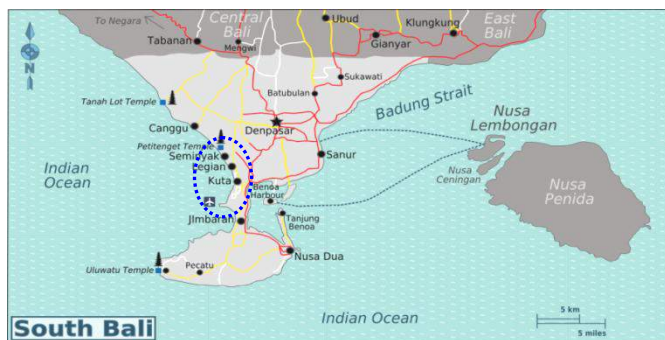 To Negara
Central
Bali
Ubud
Klungkung
East
Bali
Tabanan
Mengwi
Gianyar
Sukawati
Batubulan
Tanah Lot Temple
Badung Strait
Nusa
Lembongan
Canggu
Denpasar
Petitenget Temple
Seminyak
Sanur
Legian
Nusa
Ceningan
Indian
Ocean
Kuta
Benoa
Harbour
Nusa
Penida
JImbaran
Tanjung
Benoa
Nusa Dua
Uluwatu Temple
Pecatu
5 km
5 miles
Indian Ocean
South Bali
N